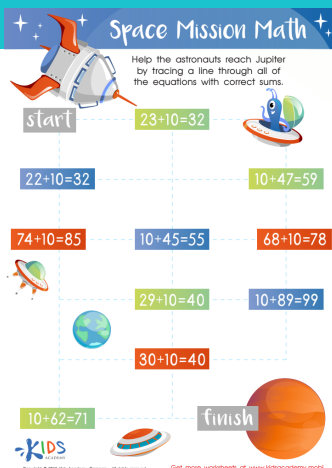 Space Mission Math
Help the astronauts reach Jupiter
by tracing a line through all of
the equations with correct sums.
start
23+10=32
22+10=32
10+47=59
74+10=85
10+45=55
68+10=78
29+10=40
10+89=99
30+10=40
10+62=71
finish
KIDS
ACADEMY
Get more worksheets at www.kidsacademy.mobi